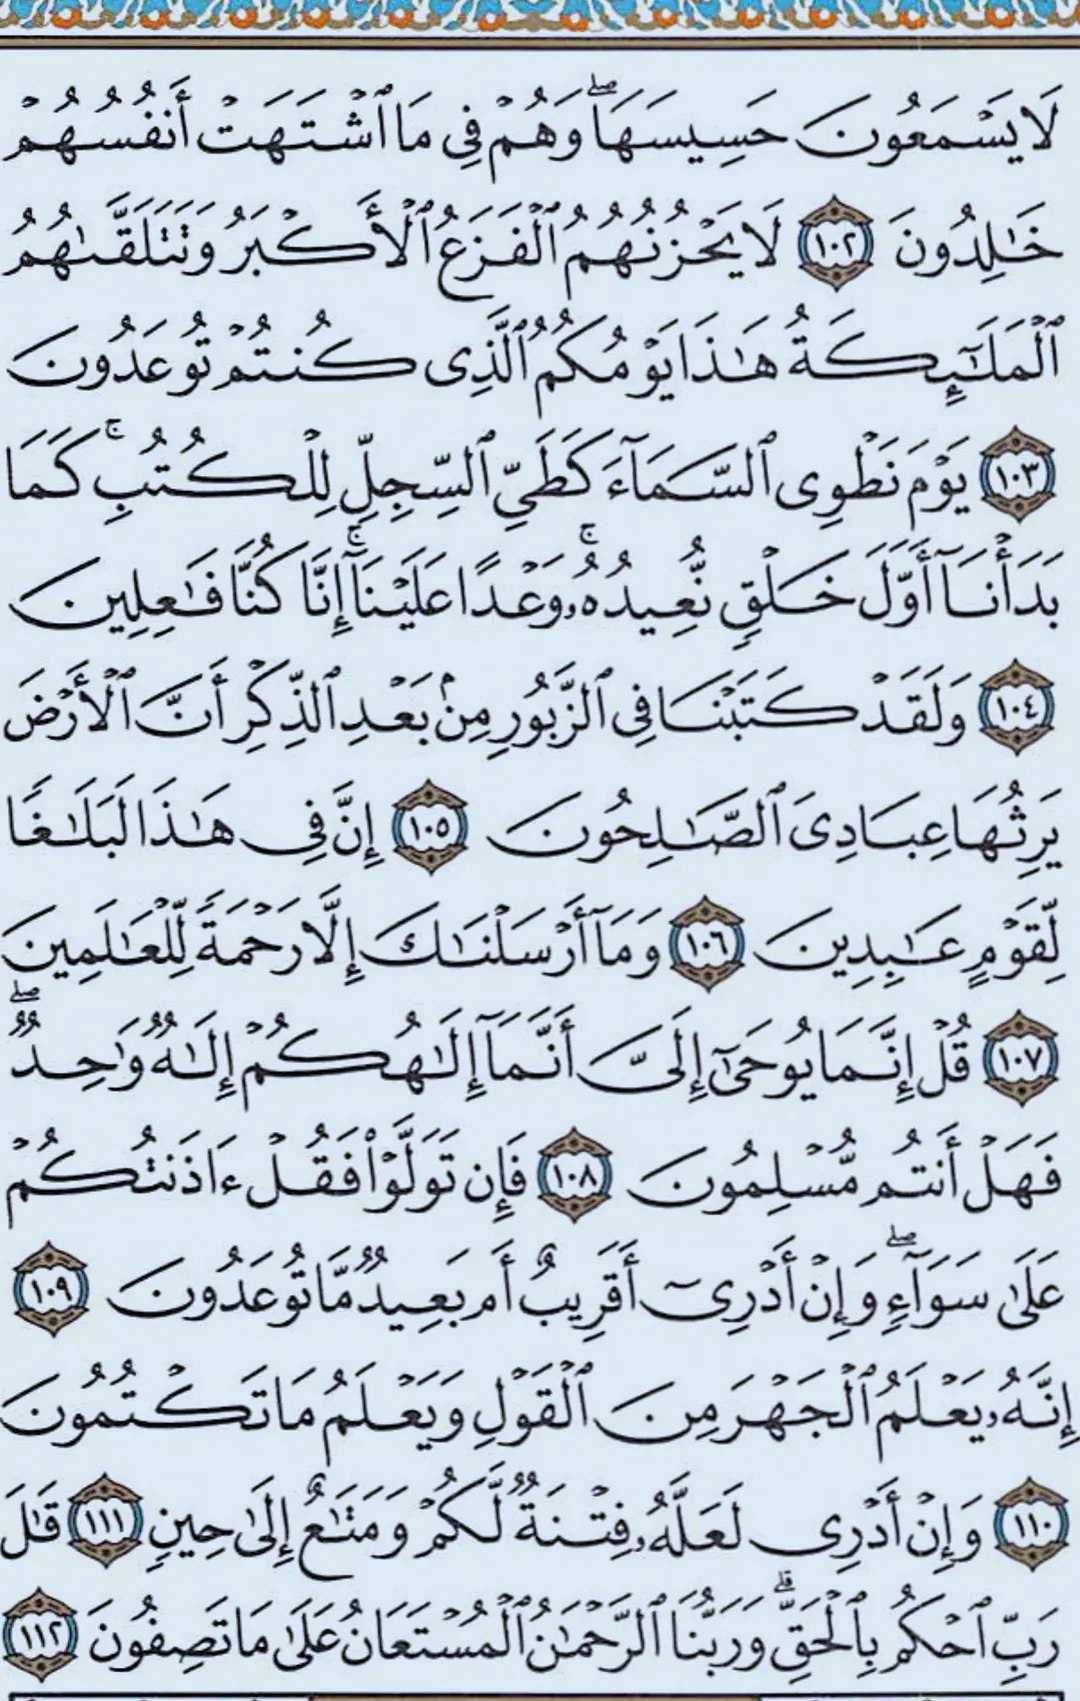 لَا يَسْمَعُونَ حَسِيسَهَا ۖ وَهُمْ فِى مَا ٱشْتَهَتْ أَنفُسُهُمْ
خَـٰلِدُونَ ١٠٢ لَا يَحْزُنُهُمُ ٱلْفَزَعُ ٱلْأَكْبَرُ وَتَتَلَقَّىٰهُمُ
ٱلْمَلَـٰٓئِكَةُ هَـٰذَا يَوْمُكُمُ ٱلَّذِى كُنتُمْ تُوعَدُونَ
١٠٣ يَوْمَ نَطْوِى ٱلسَّمَآءَ كَطَىِّ ٱلسِّجِلِّ لِلْكُتُبِ ۚ كَمَا
بَدَأْنَآ أَوَّلَ خَلْقٍ نُّعِيدُهُۥ ۚ وَعْدًا عَلَيْنَآ ۚ إِنَّا كُنَّا فَـٰعِلِينَ
١٠٤ وَلَقَدْ كَتَبْنَا فِى ٱلزَّبُورِ مِنۢ بَعْدِ ٱلذِّكْرِ أَنَّ ٱلْأَرْضَ
يَرِثُهَا عِبَادِىَ ٱلصَّـٰلِحُونَ ١٠٥ إِنَّ فِى هَـٰذَا لَبَلَـٰغًا
لِّقَوْمٍ عَـٰبِدِينَ ١٠٦ وَمَآ أَرْسَلْنَـٰكَ إِلَّا رَحْمَةً لِّلْعَـٰلَمِينَ
١٠٧ قُلْ إِنَّمَا يُوحَىٰٓ إِلَىَّ أَنَّمَآ إِلَـٰهُكُمْ إِلَـٰهٌ وَٰحِدٌ ۖ
فَهَلْ أَنتُم مُّسْلِمُونَ ١٠٨ فَإِن تَوَلَّوْا۟ فَقُلْ ءَاذَنتُكُمْ
عَلَىٰ سَوَآءٍ ۖ وَإِنْ أَدْرِىٓ أَقَرِيبٌ أَم بَعِيدٌ مَّا تُوعَدُونَ ١٠٩
إِنَّهُۥ يَعْلَمُ ٱلْجَهْرَ مِنَ ٱلْقَوْلِ وَيَعْلَمُ مَا تَكْتُمُونَ
١١٠ وَإِنْ أَدْرِى لَعَلَّهُۥ فِتْنَةٌ لَّكُمْ وَمَتَـٰعٌ إِلَىٰ حِينٍ ١١١ قَـٰلَ
رَبِّ ٱحْكُم بِٱلْحَقِّ ۗ وَرَبُّنَا ٱلرَّحْمَـٰنُ ٱلْمُسْتَعَانُ عَلَىٰ مَا تَصِفُونَ ١١٢